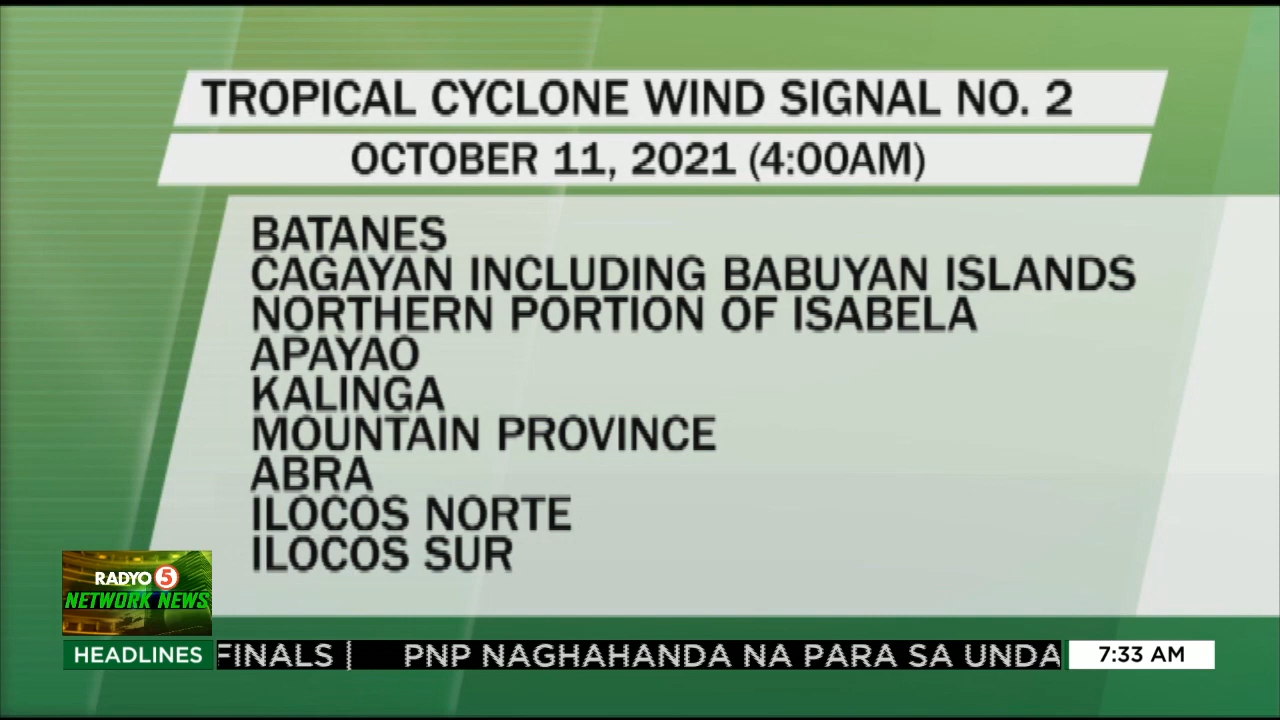 TROPICAL CYCLONE WIND SIGNAL NO. 2
OCTOBER 11, 2021 (4:00AM)
BATANES
CAGAYAN INCLUDING BABUYAN ISLANDS
NORTHERN PORTION OF ISABELA
APAYAO
KALINGA
MOUNTAIN PROVINCE
ABRA
ILOCOS NORTE
ILOCOS SUR
RADYO 5
NETWORK NEWS
HEADLINES FINALS | PNP NAGHAHANDA NA PARA SA UNDA 7:33 AM